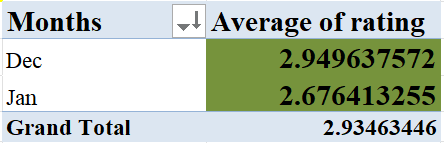 Months Average of rating
Dec 2.949637572
Jan 2.676413255
Grand Total 2.93463446